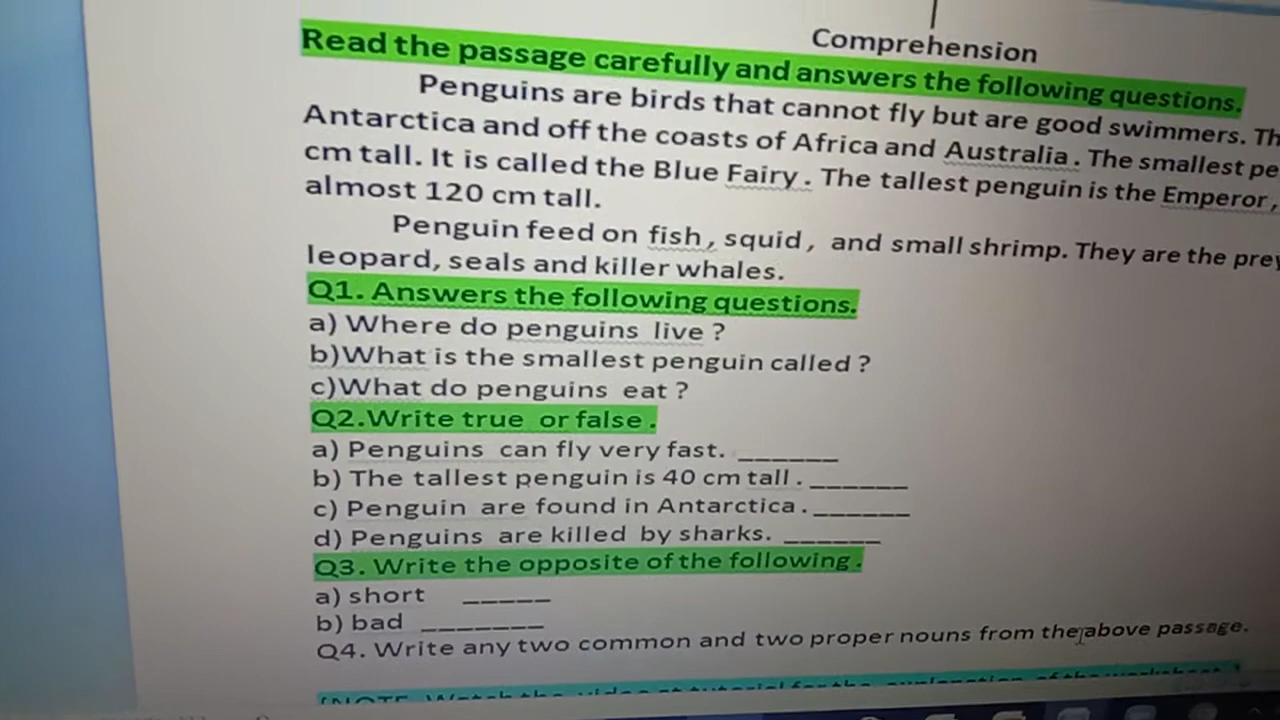 Comprehension
Read the passage carefully and answers the following questions.
Penguins are birds that cannot fly but are good swimmers. Th
Antarctica and off the coasts of Africa and Australia . The smallest pe
cm tall. It is called the Blue Fairy . The tallest penguin is the Emperor ,
almost 120 cm tall.
Penguin feed on fish , squid , and small shrimp. They are the prey
leopard, seals and killer whales.
Q1. Answers the following questions.
a) Where do penguins live ?
b)What is the smallest penguin called ?
c)What do penguins eat ?
Q2.Write true or false .
a) Penguins can fly very fast. ______
b) The tallest penguin is 40 cm tall . ______
c) Penguin are found in Antarctica . ______
d) Penguins are killed by sharks. ______
Q3. Write the opposite of the following .
a) short _____
b) bad _______
Q4. Write any two common and two proper nouns from the above passage.